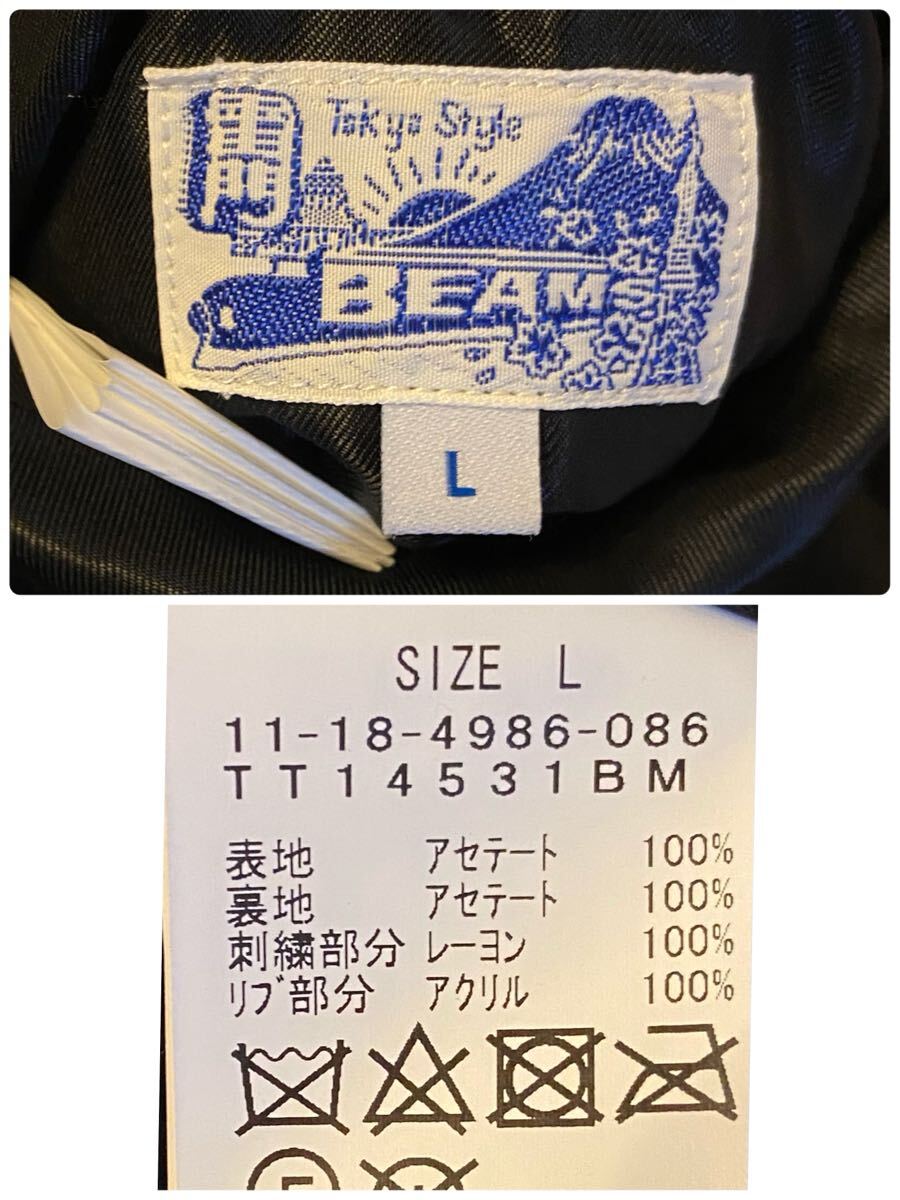 東京
Tokyo Style
BEAMS
L
SIZE L
11-18-4986-086
TT14531BM
表地 アセテート 100%
裏地 アセテート 100%
刺繍部分 レーヨン 100%
リブ部分 アクリル 100%